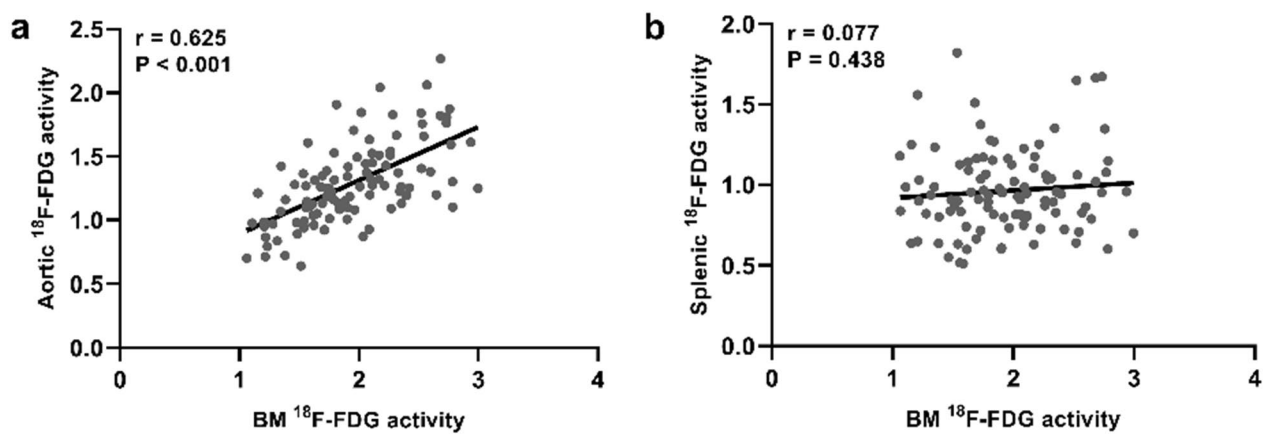 a
r = 0.625
P < 0.001
2.5
2.0
1.5
1.0
0.5
0.0
Aortic ¹⁸F-FDG activity
0 1 2 3 4
BM ¹⁸F-FDG activity
b
r = 0.077
P = 0.438
2.0
1.5
1.0
0.5
0.0
Splenic ¹⁸F-FDG activity
0 1 2 3 4
BM ¹⁸F-FDG activity